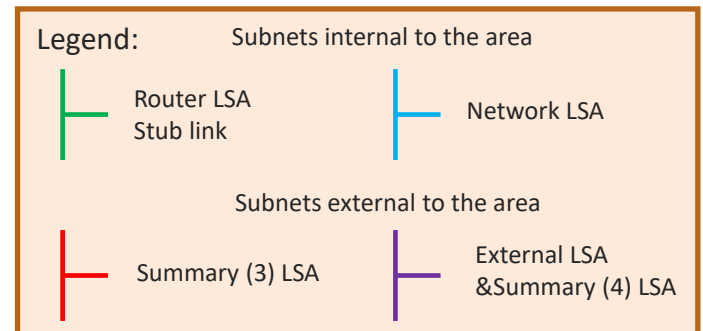 Legend:
Subnets internal to the area
Router LSA
Stub link
Network LSA
Subnets external to the area
Summary (3) LSA
External LSA
&Summary (4) LSA